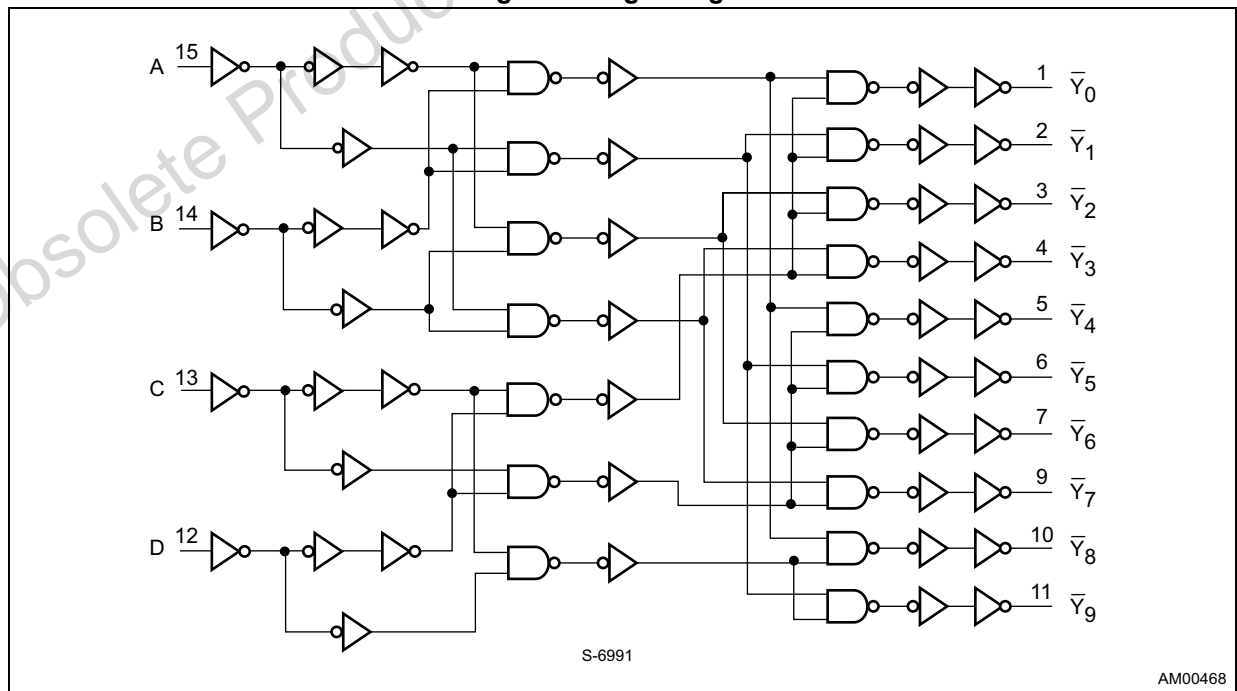 A 15
B 14
C 13
D 12
1 Y̅0
2 Y̅1
3 Y̅2
4 Y̅3
5 Y̅4
6 Y̅5
7 Y̅6
9 Y̅7
10 Y̅8
11 Y̅9
S-6991
AM00468